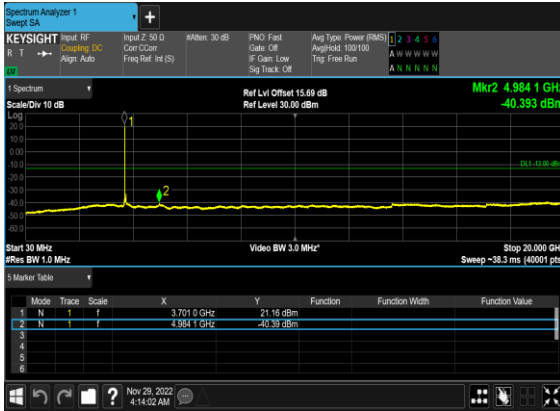 Spectrum Analyzer 1
Swept SA
+
KEYSIGHT
R T
LXI
Input: RF
Coupling: DC
Align: Auto
Input Z: 50 Ω
Corr CCorr
Freq Ref: Int (S)
#Atten: 30 dB
PNO: Fast
Gate: Off
IF Gain: Low
Sig Track: Off
Avg Type: Power (RMS)
Avg|Hold: 100/100
Trig: Free Run
1 2 3 4 5 6
A W W W W W
A N N N N N
1 Spectrum
Scale/Div 10 dB
Ref Lvl Offset 15.69 dB
Ref Level 30.00 dBm
Mkr2 4.984 1 GHz
-40.393 dBm
Log
20.0
10.0
0.00
-10.0
-20.0
-30.0
-40.0
-50.0
-60.0
1
2
DL1 -13.00 dBm
Start 30 MHz
#Res BW 1.0 MHz
Video BW 3.0 MHz*
Stop 20.000 GHz
Sweep ~38.3 ms (40001 pts)
5 Marker Table
Mode Trace Scale X Y Function Function Width Function Value
1 N 1 f 3.701 0 GHz 21.16 dBm
2 N 1 f 4.984 1 GHz -40.39 dBm
3
4
5
6
?
Nov 29, 2022
4:14:02 AM